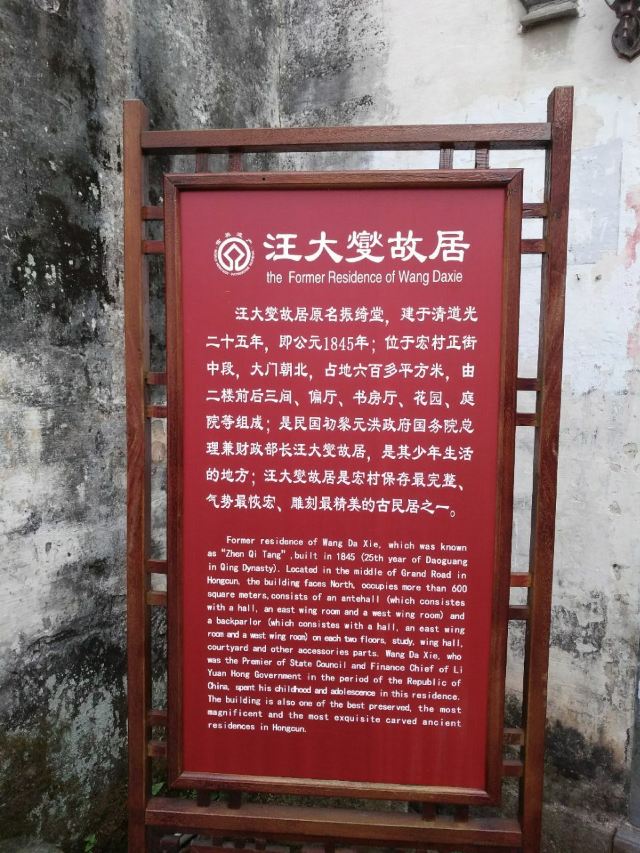 汪大燮故居
the Former Residence of Wang Daxie
汪大燮故居原名振绮堂，建于清道光
二十五年，即公元1845年；位于宏村正街
中段，大门朝北，占地六百多平方米，由
二楼前后三间、偏厅、书房厅、花园、庭
院等组成；是民国初黎元洪政府国务院总
理兼财政部长汪大燮故居，是其少年生活
的地方；汪大燮故居是宏村保存最完整、
气势最恢宏、雕刻最精美的古民居之一。
Former residence of Wang Da Xie, which was known
as "Zhen Qi Tang",built in 1845 (25th year of Daoguang
in Qing Dynasty). Located in the middle of Grand Road in
Hongcun, the building faces North, occupies more than 600
square meters,consists of an antehall (which consistes
with a hall, an east wing room and a west wing room) and
a backparlor (which consistes with a hall, an east wing
room and a west wing room) on each two floors, study, wing hall,
courtyard and other accessories parts. Wang Da Xie, who
was the Premier of State Council and Finance Chief of Li
Yuan Hong Government in the period of the Republic of
China, spent his childhood and adolescence in this residence.
The building is also one of the best preserved, the most
magnificent and the most exquisite carved ancient
residences in Hongcun.